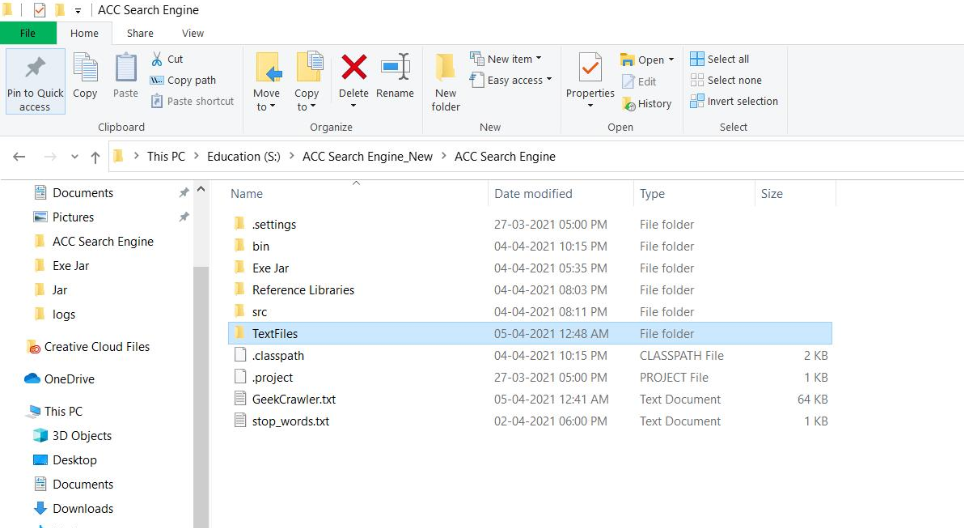 ACC Search Engine
File Home Share View
Pin to Quick access
Copy
Paste
Cut
Copy path
Paste shortcut
Clipboard
Move to
Copy to
Delete
Rename
Organize
New folder
New item
Easy access
New
Properties
Open
Edit
History
Open
Select all
Select none
Invert selection
Select
This PC > Education (S:) > ACC Search Engine_New > ACC Search Engine
Documents
Pictures
ACC Search Engine
Exe Jar
Jar
logs
Creative Cloud Files
OneDrive
This PC
3D Objects
Desktop
Documents
Downloads
Name Date modified Type Size
.settings 27-03-2021 05:00 PM File folder
bin 04-04-2021 10:15 PM File folder
Exe Jar 04-04-2021 05:35 PM File folder
Reference Libraries 04-04-2021 08:03 PM File folder
src 04-04-2021 08:11 PM File folder
TextFiles 05-04-2021 12:48 AM File folder
.classpath 04-04-2021 10:15 PM CLASSPATH File 2 KB
.project 27-03-2021 05:00 PM PROJECT File 1 KB
GeekCrawler.txt 05-04-2021 12:41 AM Text Document 64 KB
stop_words.txt 02-04-2021 06:00 PM Text Document 1 KB